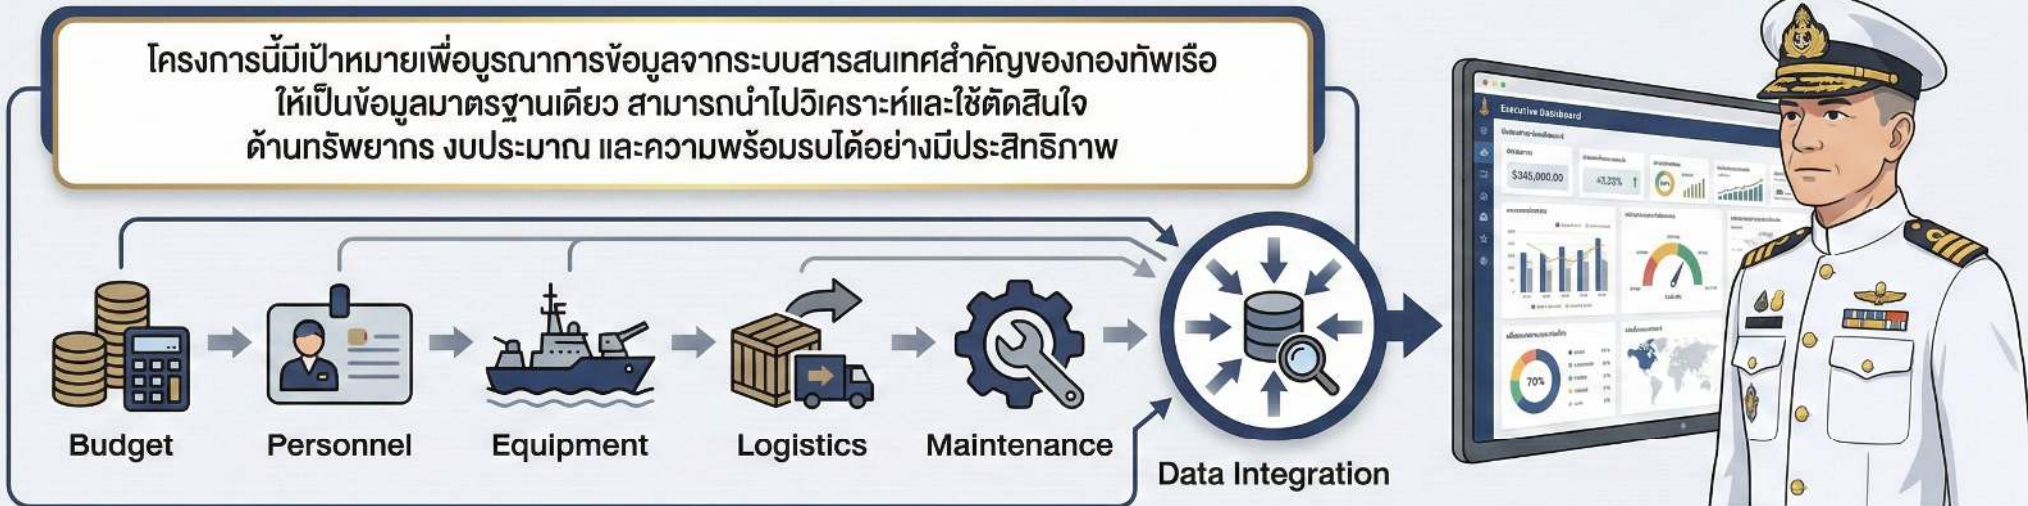 โครงการนี้มีเป้าหมายเพื่อบูรณาการข้อมูลจากระบบสารสนเทศสำคัญของกองทัพเรือ
ให้เป็นข้อมูลมาตรฐานเดียว สามารถนำไปวิเคราะห์และใช้ตัดสินใจ
ด้านทรัพยากร งบประมาณ และความพร้อมรบได้อย่างมีประสิทธิภาพ
Executive Dashboard
$345,000.00
43.23%
70%
Budget
Personnel
Equipment
Logistics
Maintenance
Data Integration